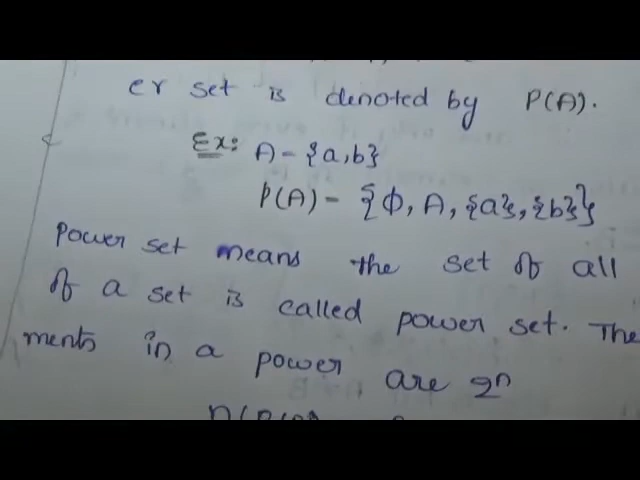 er set is denoted by P(A).
Ex: A - {a,b}
P(A) - {ϕ, A, {a}, {b}}
Power set means the set of all
of a set is called power set. The
ments in a power are 2n